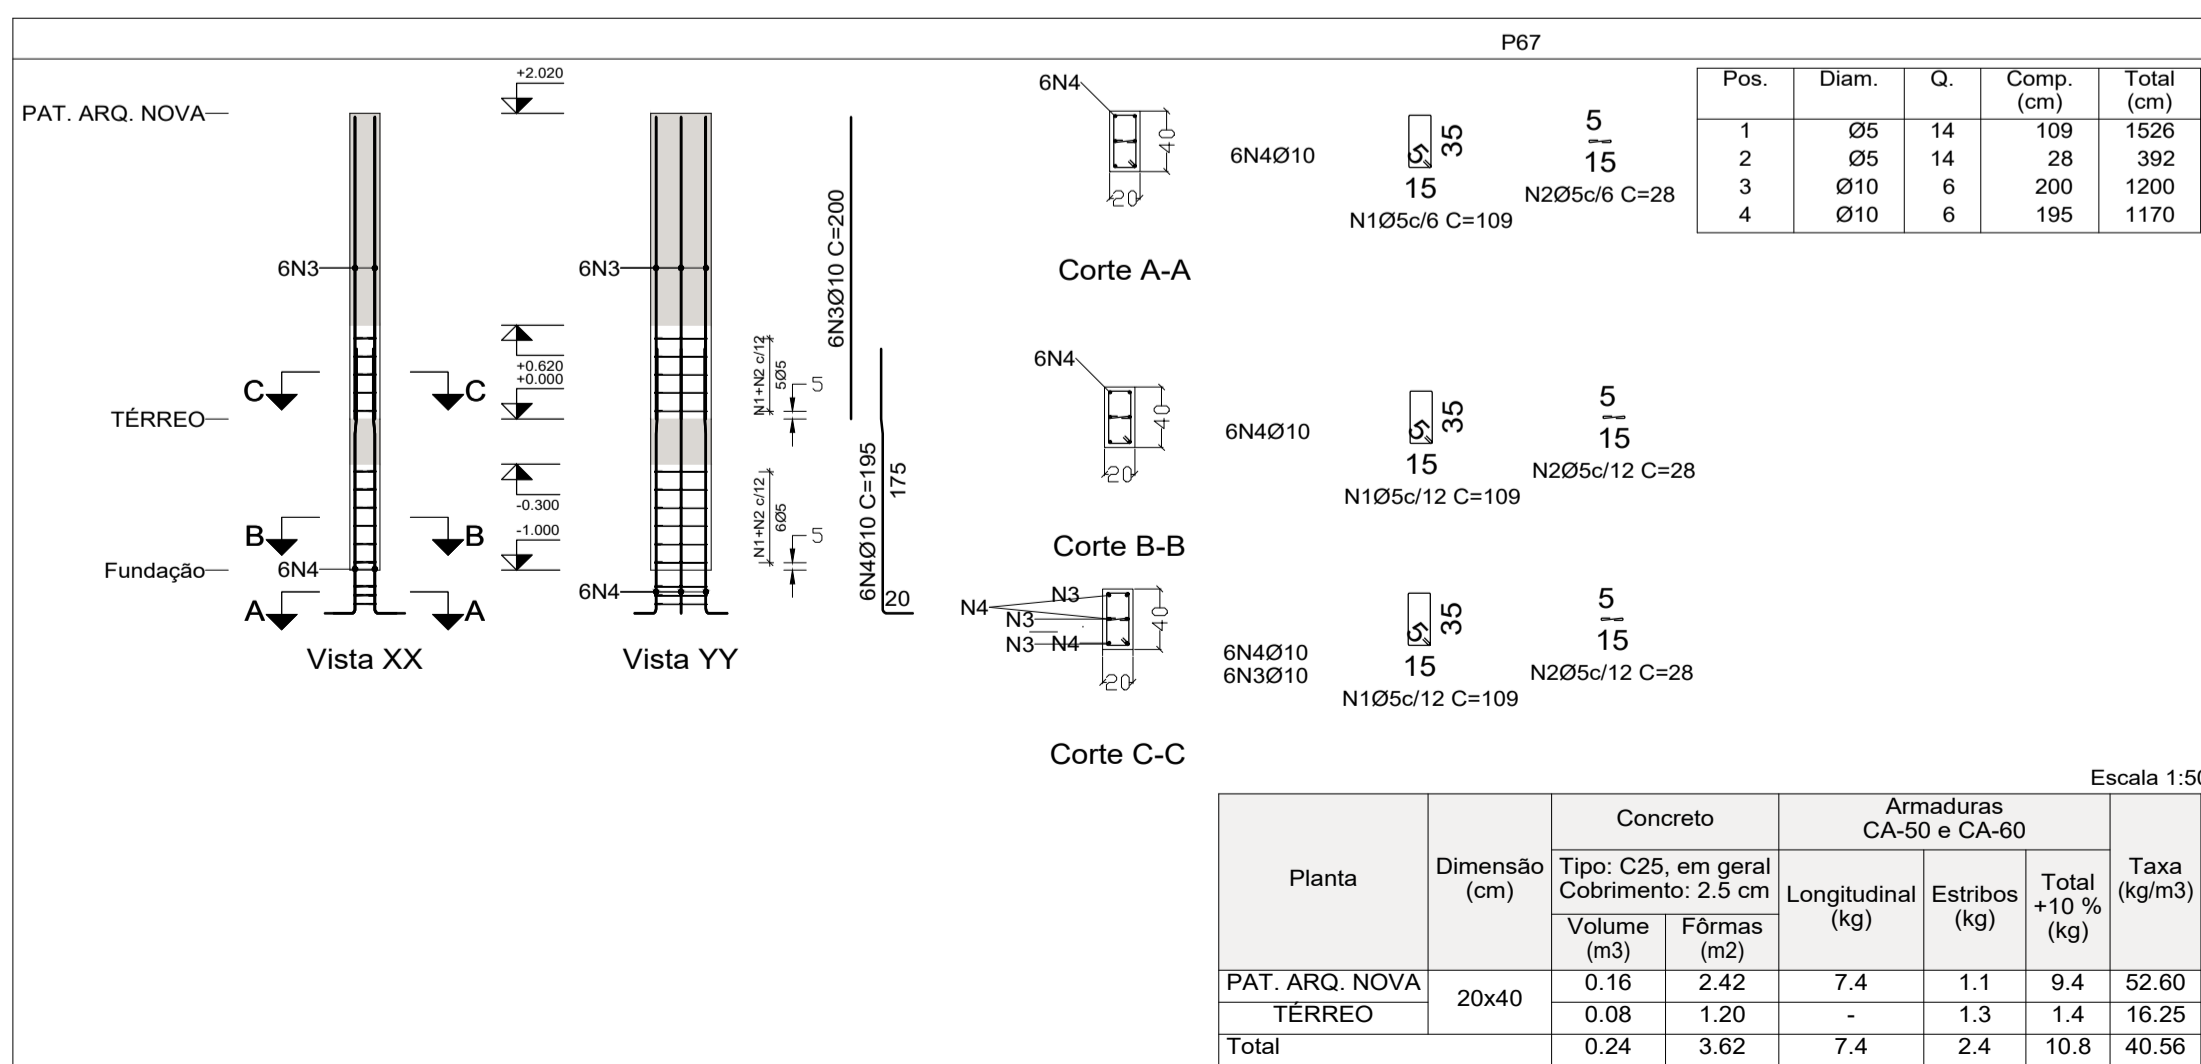 P67
PAT. ARQ. NOVA
TÉRREO
Fundação
6N3
C C
B B
6N4
A A
Vista XX
+2.020
+0.620
+0.000
-0.300
-1.000
6N3
6N4
Vista YY
N1+N2 c/12
5Ø5
5
N1+N2 c/12
6Ø5
5
6N3Ø10 C=200
6N4Ø10 C=195
175
20
6N4
40
20
6N4Ø10
5
35
15
N1Ø5c/6 C=109
5
15
N2Ø5c/6 C=28
Corte A-A
6N4
40
20
6N4Ø10
5
35
15
N1Ø5c/12 C=109
5
15
N2Ø5c/12 C=28
Corte B-B
N4
N3
N3
N3 N4
40
20
6N4Ø10
6N3Ø10
5
35
15
N1Ø5c/12 C=109
5
15
N2Ø5c/12 C=28
Corte C-C
Pos. Diam. Q. Comp. (cm) Total (cm)
1 Ø5 14 109 1526
2 Ø5 14 28 392
3 Ø10 6 200 1200
4 Ø10 6 195 1170
Escala 1:50
Planta
Dimensão
(cm)
Concreto
Tipo: C25, em geral
Cobrimento: 2.5 cm
Volume
(m3)
Fôrmas
(m2)
Armaduras
CA-50 e CA-60
Longitudinal
(kg)
Estribos
(kg)
Total
+10 %
(kg)
Taxa
(kg/m3)
PAT. ARQ. NOVA 20x40 0.16 2.42 7.4 1.1 9.4 52.60
TÉRREO 0.08 1.20 - 1.3 1.4 16.25
Total 0.24 3.62 7.4 2.4 10.8 40.56